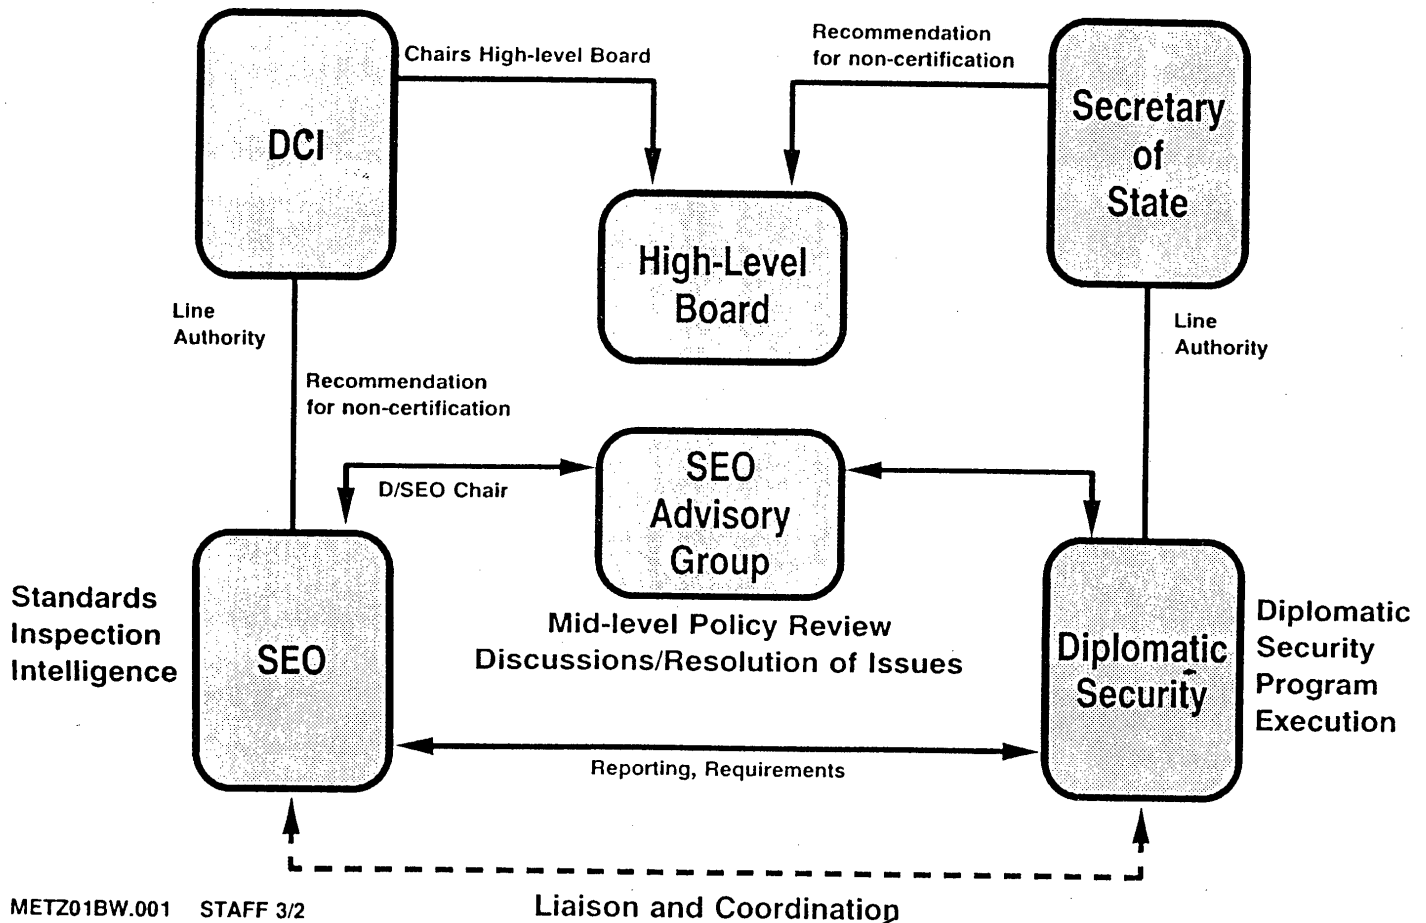 Chairs High-level Board
Recommendation
for non-certification
DCI
Secretary
of
State
High-Level
Board
Line
Authority
Line
Authority
Recommendation
for non-certification
D/SEO Chair
SEO
Advisory
Group
Standards
Inspection
Intelligence
SEO
Mid-level Policy Review
Discussions/Resolution of Issues
Diplomatic
Security
Diplomatic
Security
Program
Execution
Reporting, Requirements
Liaison and Coordination
METZ01BW.001 STAFF 3/2